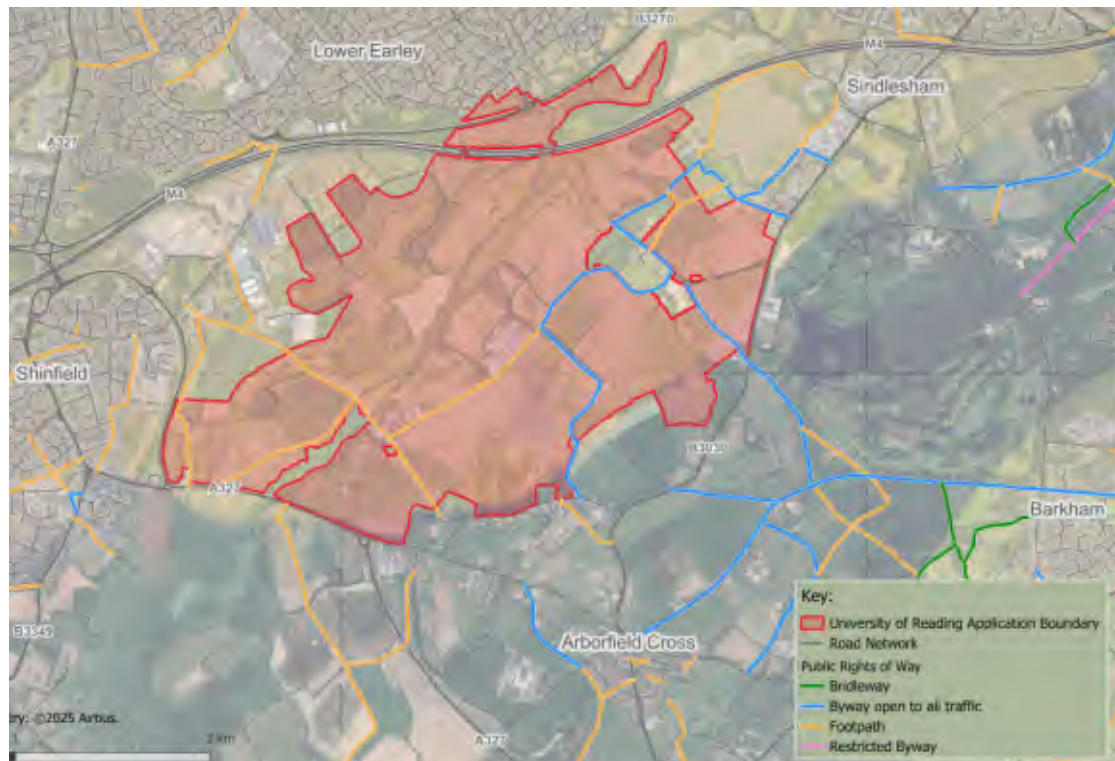 B3270
Lower Earley
M4
Sindlesham
A327
M4
Shinfield
A327
B3030
Barkham
Key:
University of Reading Application Boundary
Road Network
Public Rights of Way
Bridleway
Byway open to all traffic
Footpath
Restricted Byway
B3349
Arborfield Cross
ry: ©2025 Airbus.
2 km
A327